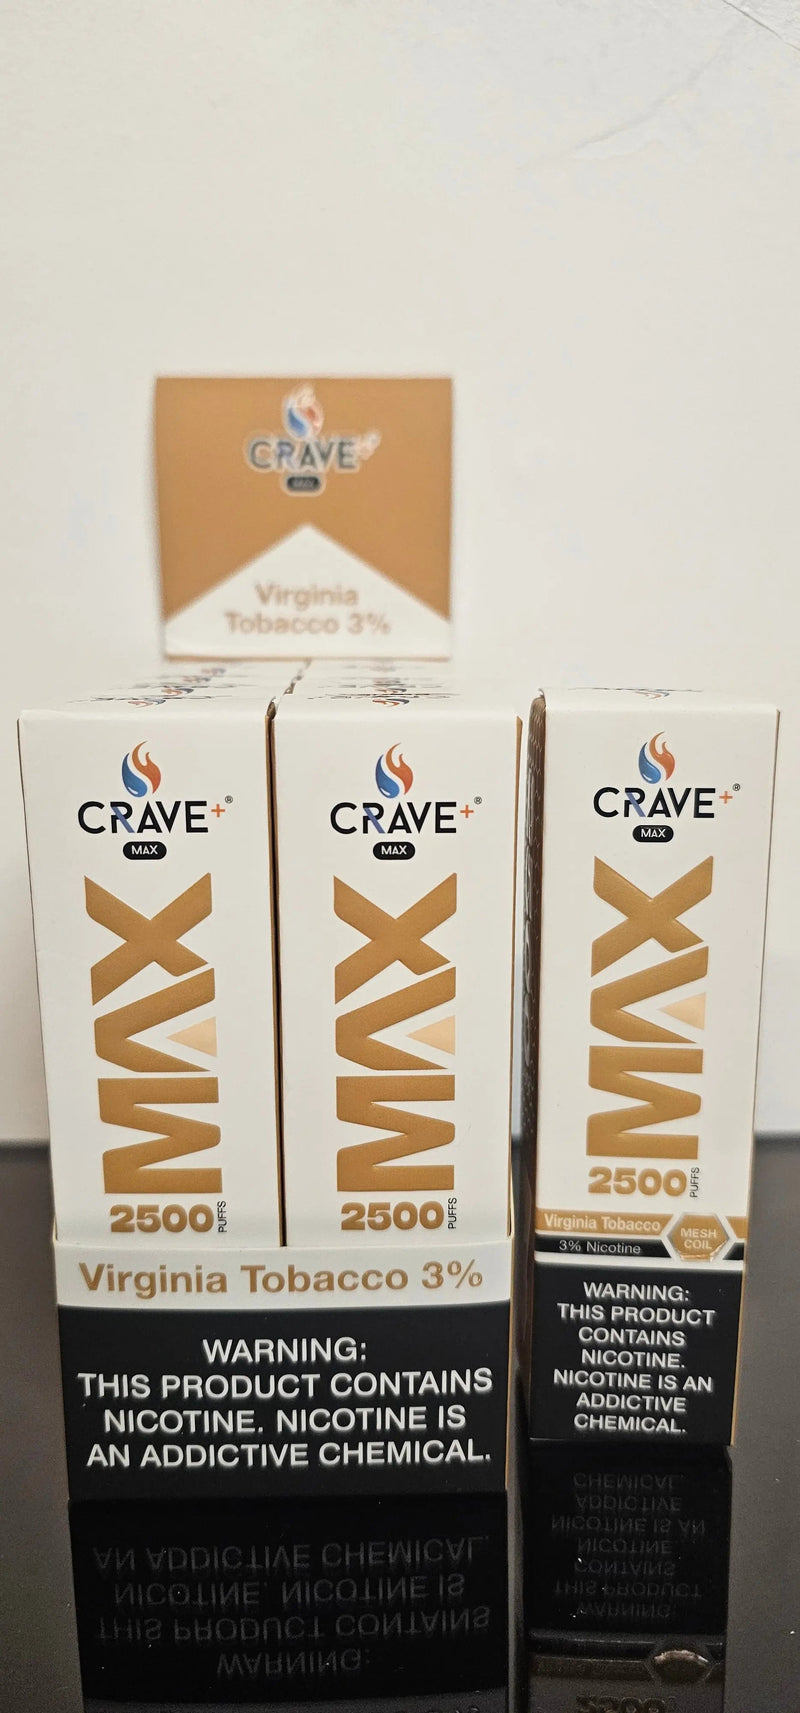 CRAVE+
MAX
Virginia
Tobacco 3%
CRAVE+®
MAX
MAX
2500 PUFFS
CRAVE+®
MAX
MAX
2500 PUFFS
Virginia Tobacco 3%
WARNING:
THIS PRODUCT CONTAINS
NICOTINE. NICOTINE IS
AN ADDICTIVE CHEMICAL.
CRAVE+®
MAX
MAX
2500 PUFFS
Virginia Tobacco
3% Nicotine
MESH
COIL
WARNING:
THIS PRODUCT
CONTAINS
NICOTINE.
NICOTINE IS AN
ADDICTIVE
CHEMICAL.